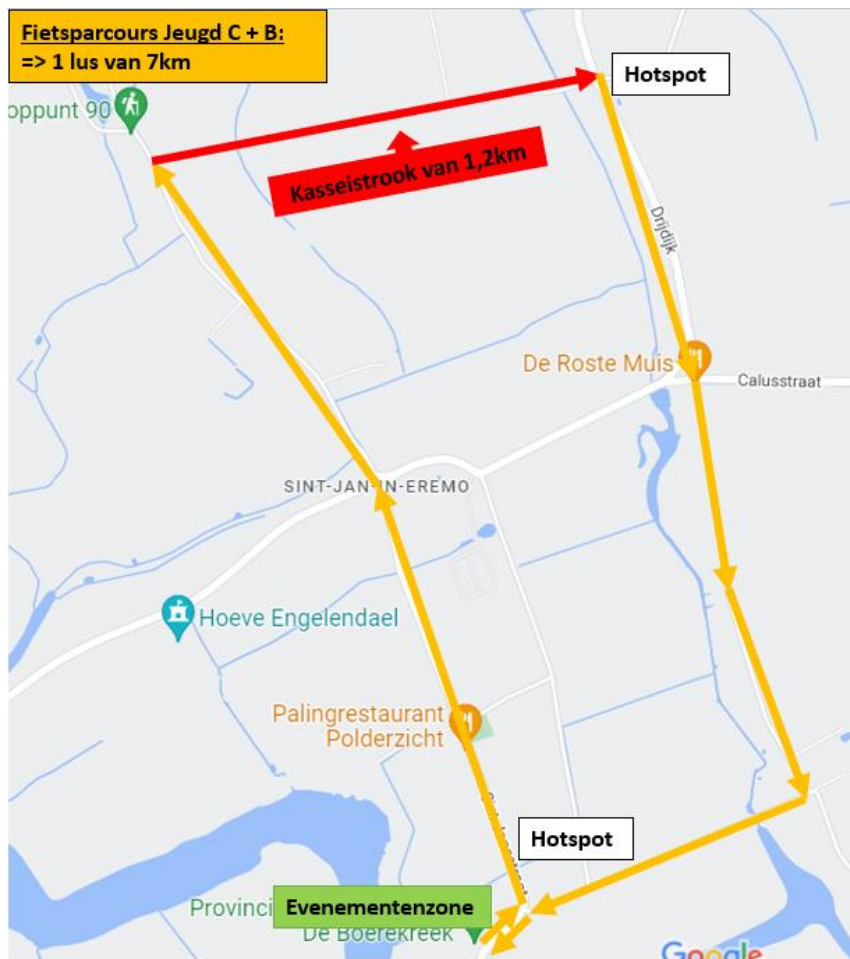 Fietsparcours Jeugd C + B:
=> 1 lus van 7km
Hotspot
oppunt 90
Kasseistrook van 1,2km
Drijdijk
De Roste Muis
Calusstraat
SINT-JAN-IN-EREMO
Hoeve Engelendael
Palingrestaurant
Polderzicht
Hotspot
Provinci
Evenementenzone
De Boerekreek
Google